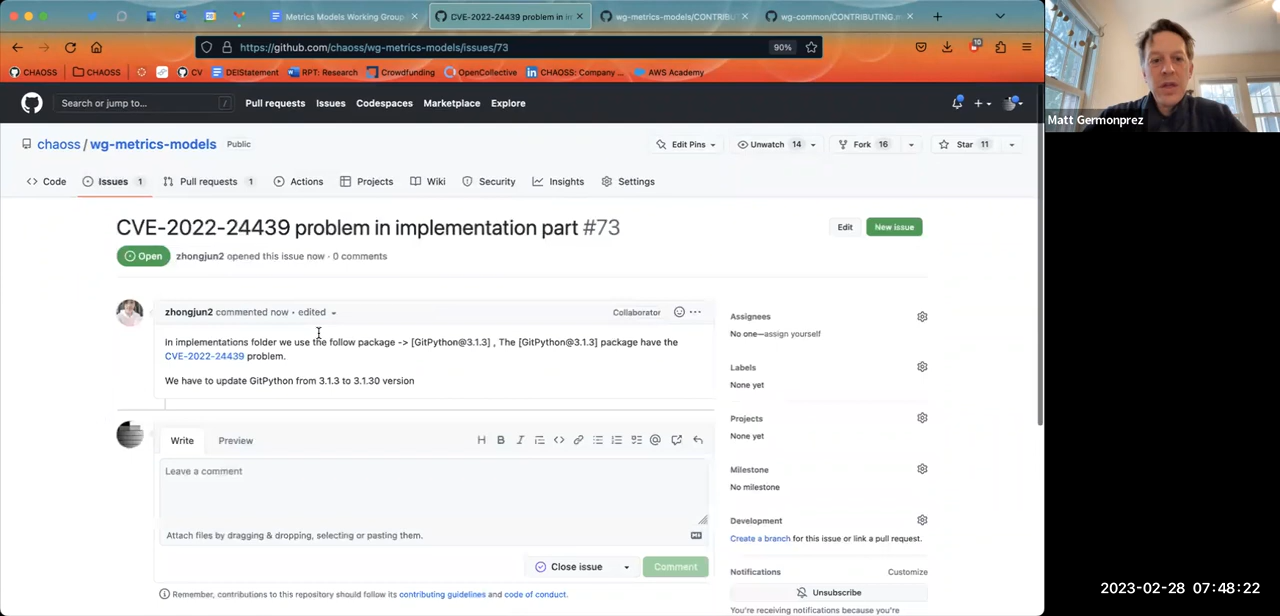 Metrics Models Working Group
CVE-2022-24439 problem in in
wg-metrics-models/CONTRIBUT
wg-common/CONTRIBUTING.m
https://github.com/chaoss/wg-metrics-models/issues/73
90%
10
CHAOSS
CHAOSS
CV
DEIStatement
RPT: Research
Crowdfunding
OpenCollective
CHAOSS: Company ...
AWS Academy
Matt Germonprez
Search or jump to...
/
Pull requests
Issues
Codespaces
Marketplace
Explore
chaoss / wg-metrics-models Public
Edit Pins
Unwatch 14
Fork 16
Star 11
Code
Issues 1
Pull requests 1
Actions
Projects
Wiki
Security
Insights
Settings
CVE-2022-24439 problem in implementation part #73
Edit
New issue
Open
zhongjun2 opened this issue now · 0 comments
zhongjun2 commented now · edited
Collaborator
In implementations folder we use the follow package -> [GitPython@3.1.3] , The [GitPython@3.1.3] package have the
CVE-2022-24439 problem.
We have to update GitPython from 3.1.3 to 3.1.30 version
Write
Preview
H B I
Leave a comment
Attach files by dragging & dropping, selecting or pasting them.
Close issue
Comment
Remember, contributions to this repository should follow its contributing guidelines and code of conduct.
Assignees
No one—assign yourself
Labels
None yet
Projects
None yet
Milestone
No milestone
Development
Create a branch for this issue or link a pull request.
Notifications
Customize
Unsubscribe
You're receiving notifications because you're
2023-02-28 07:48:22